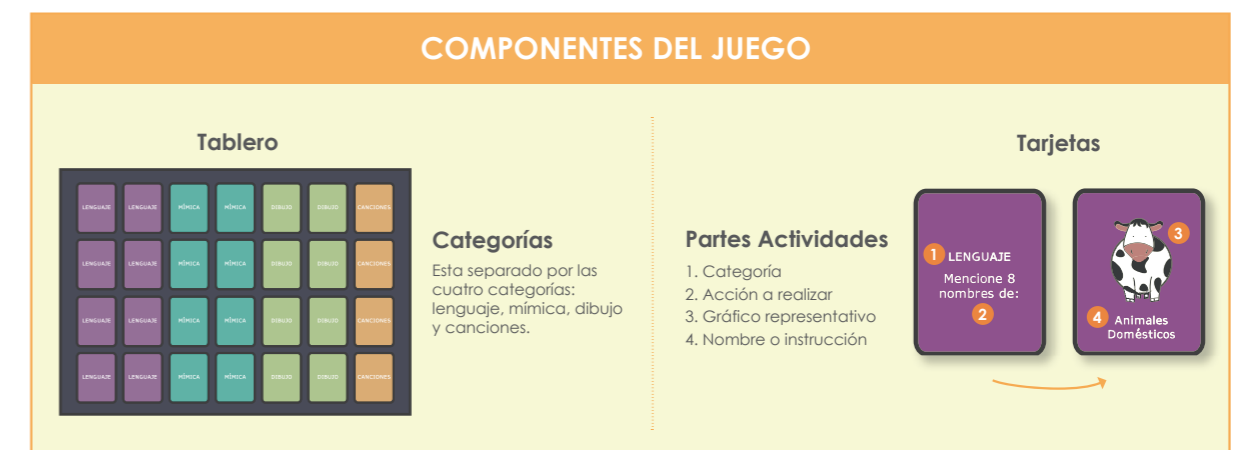 COMPONENTES DEL JUEGO
Tablero
LENGUAJE LENGUAJE MÍMICA MÍMICA DIBUJO DIBUJO CANCIONES
LENGUAJE LENGUAJE MÍMICA MÍMICA DIBUJO DIBUJO CANCIONES
LENGUAJE LENGUAJE MÍMICA MÍMICA DIBUJO DIBUJO CANCIONES
LENGUAJE LENGUAJE MÍMICA MÍMICA DIBUJO DIBUJO CANCIONES
Categorías
Esta separado por las
cuatro categorías:
lenguaje, mímica, dibujo
y canciones.
Partes Actividades
1. Categoría
2. Acción a realizar
3. Gráfico representativo
4. Nombre o instrucción
Tarjetas
1 LENGUAJE
Mencione 8
nombres de:
2
3
4 Animales
Domésticos